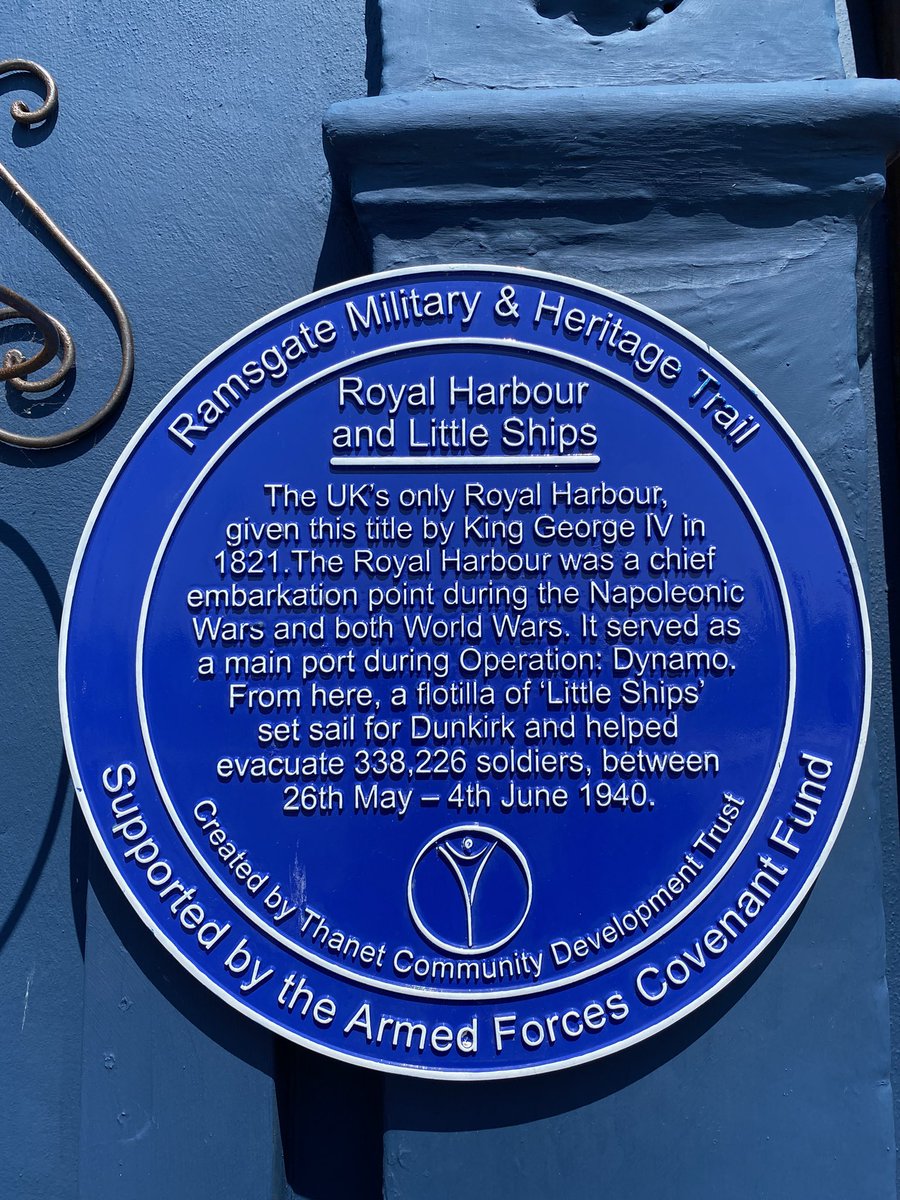 Ramsgate Military & Heritage Trail
Royal Harbour
and Little Ships
The UK's only Royal Harbour,
given this title by King George IV in
1821.The Royal Harbour was a chief
embarkation point during the Napoleonic
Wars and both World Wars. It served as
a main port during Operation: Dynamo.
From here, a flotilla of ‘Little Ships’
set sail for Dunkirk and helped
evacuate 338,226 soldiers, between
26th May – 4th June 1940.
Created by Thanet Community Development Trust
Supported by the Armed Forces Covenant Fund